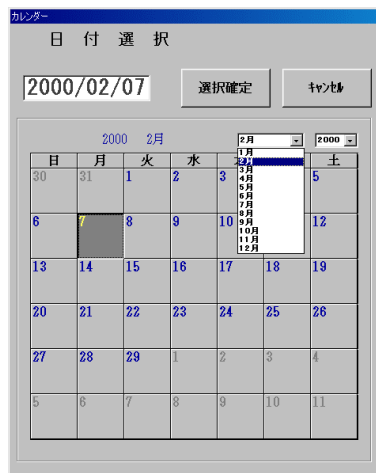 カレンダー
日 付 選 択
2000/02/07 選択確定 ｷｬﾝｾﾙ
2000 2月 2月 2000
1月
2月
3月
4月
5月
6月
7月
8月
9月
10月
11月
12月
日 月 火 水 土
30 31 1 2 3 5
6 7 8 9 10 12
13 14 15 16 17 18 19
20 21 22 23 24 25 26
27 28 29 1 2 3 4
5 6 7 8 9 10 11